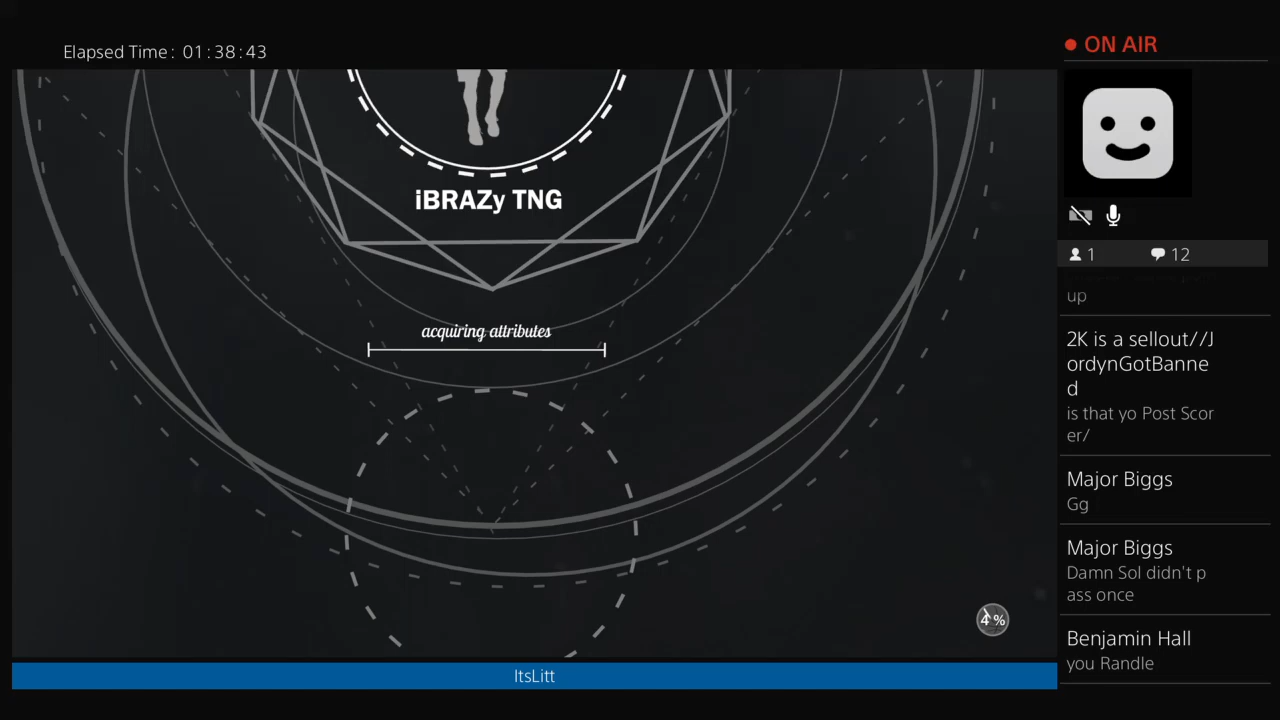 Elapsed Time: 01:38:43
ON AIR
iBRAZy TNG
acquiring attributes
4%
ItsLitt
1 12
up
2K is a sellout//J
ordynGotBanne
d
is that yo Post Scor
er/
Major Biggs
Gg
Major Biggs
Damn Sol didn't p
ass once
Benjamin Hall
you Randle